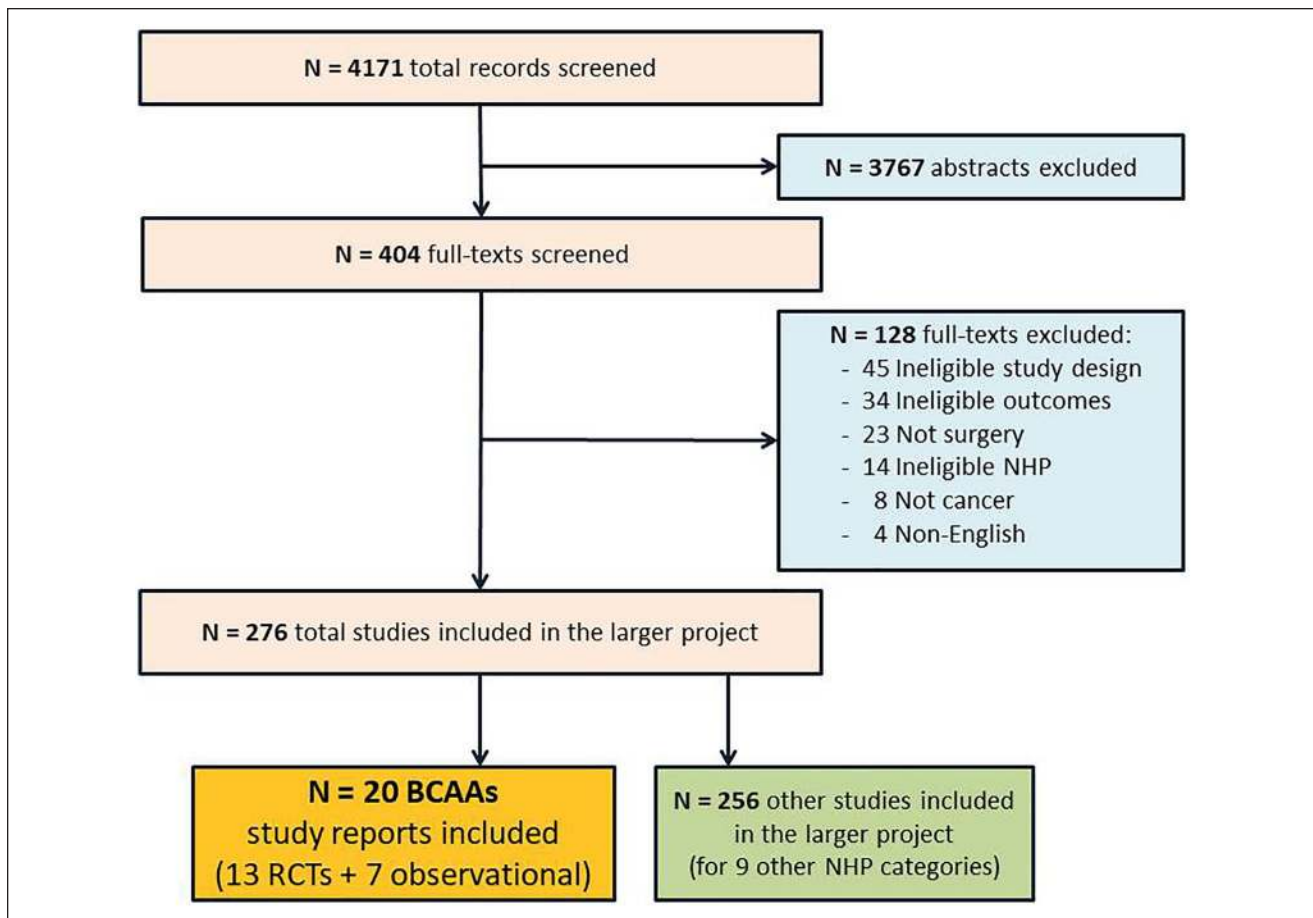 N = 4171 total records screened
N = 3767 abstracts excluded
N = 404 full-texts screened
N = 128 full-texts excluded:
- 45 Ineligible study design
- 34 Ineligible outcomes
- 23 Not surgery
- 14 Ineligible NHP
- 8 Not cancer
- 4 Non-English
N = 276 total studies included in the larger project
N = 20 BCAAs
study reports included
(13 RCTs + 7 observational)
N = 256 other studies included
in the larger project
(for 9 other NHP categories)